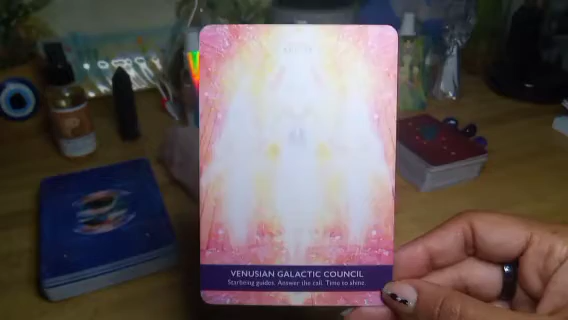 VENUSIAN GALACTIC COUNCIL
Starbeing guides. Answer the call. Time to shine.